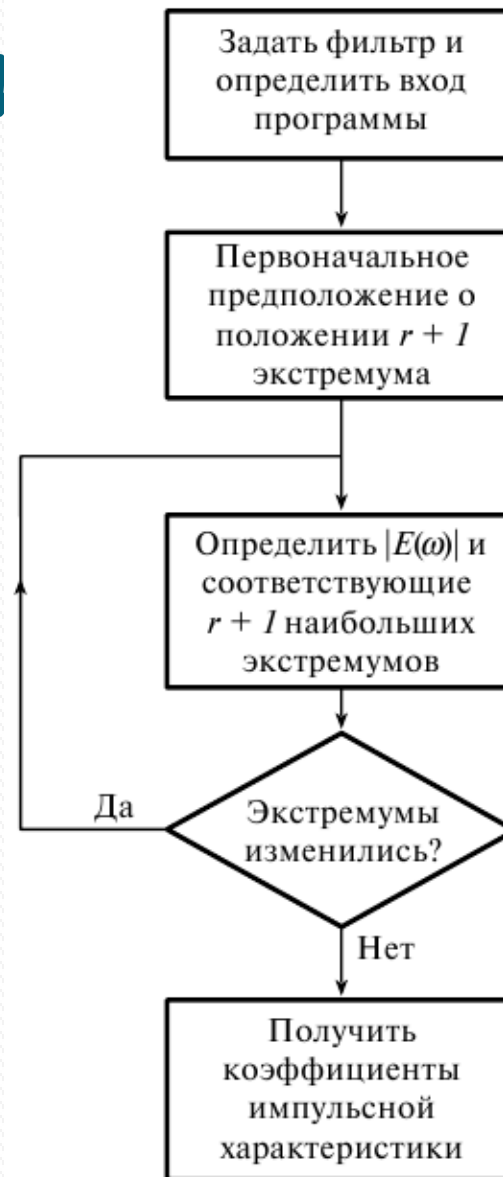 Задать фильтр и
определить вход
программы
Первоначальное
предположение о
положении r + 1
экстремума
Определить |E(ω)| и
соответствующие
r + 1 наибольших
экстремумов
Да
Экстремумы
изменились?
Нет
Получить
коэффициенты
импульсной
характеристики